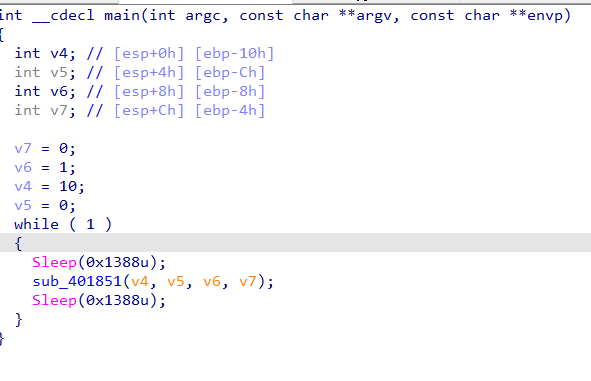 int __cdecl main(int argc, const char **argv, const char **envp)
{
int v4; // [esp+0h] [ebp-10h]
int v5; // [esp+4h] [ebp-Ch]
int v6; // [esp+8h] [ebp-8h]
int v7; // [esp+Ch] [ebp-4h]
v7 = 0;
v6 = 1;
v4 = 10;
v5 = 0;
while ( 1 )
{
Sleep(0x1388u);
sub_401851(v4, v5, v6, v7);
Sleep(0x1388u);
}
}